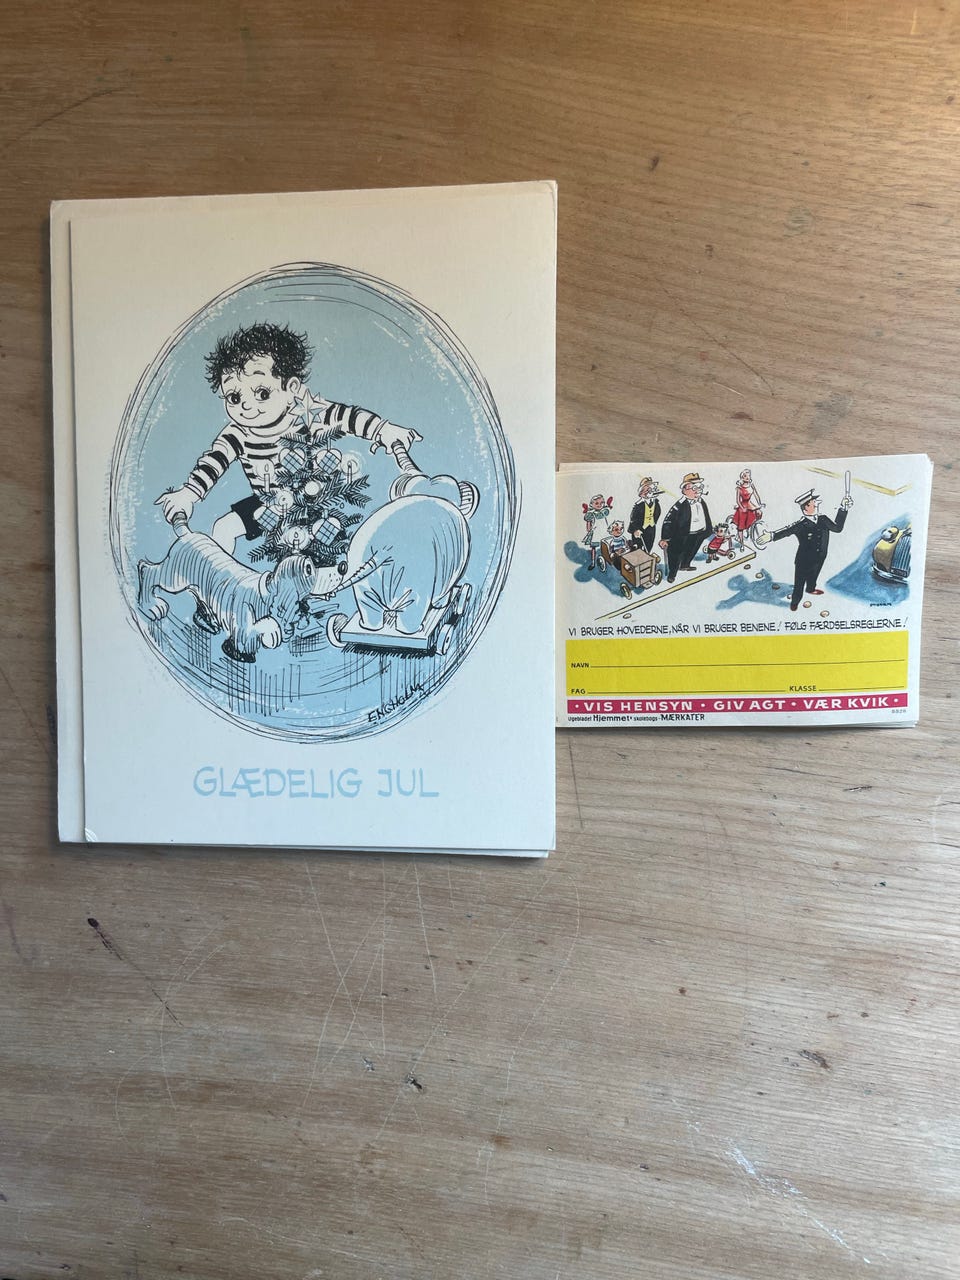 ENGHOLM
GLÆDELIG JUL
VI BRUGER HOVEDERNE, NÅR VI BRUGER BENENE! FØLG FÆRDSELSREGLERNE!
NAVN
FAG KLASSE
• VIS HENSYN • GIV AGT • VÆR KVIK •
Ugebladet Hjemmets skolebogs-MÆRKATER